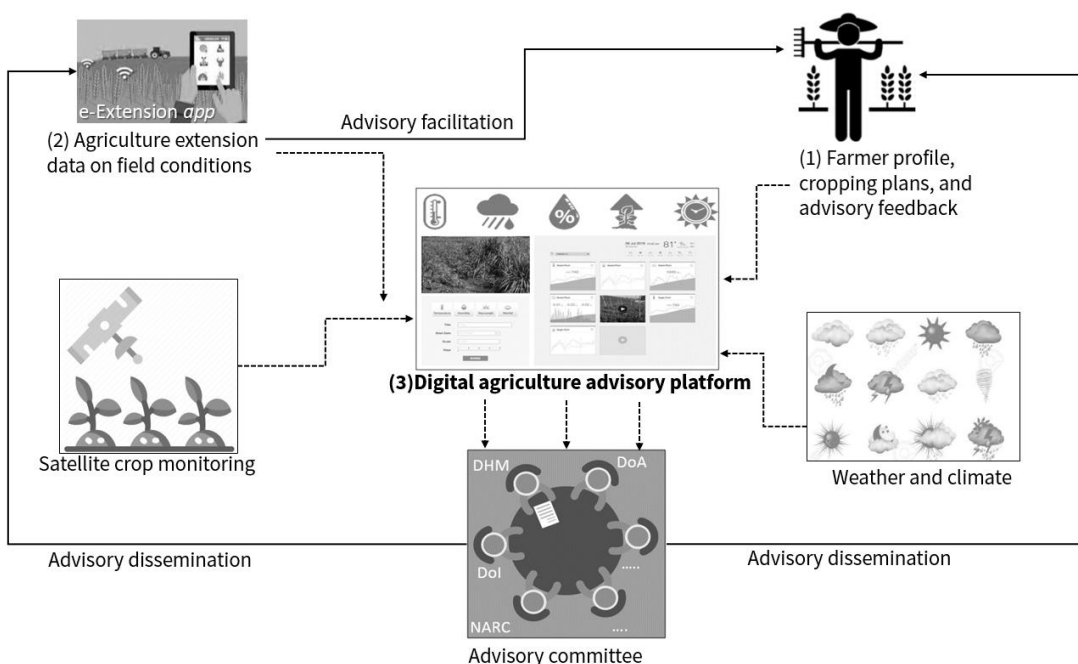 e-Extension app
(2) Agriculture extension
data on field conditions
Advisory facilitation
(1) Farmer profile,
cropping plans, and
advisory feedback
%
81°
(3)Digital agriculture advisory platform
Satellite crop monitoring
Weather and climate
DHM
DoA
DoI
.....
NARC
....
Advisory dissemination
Advisory dissemination
Advisory committee